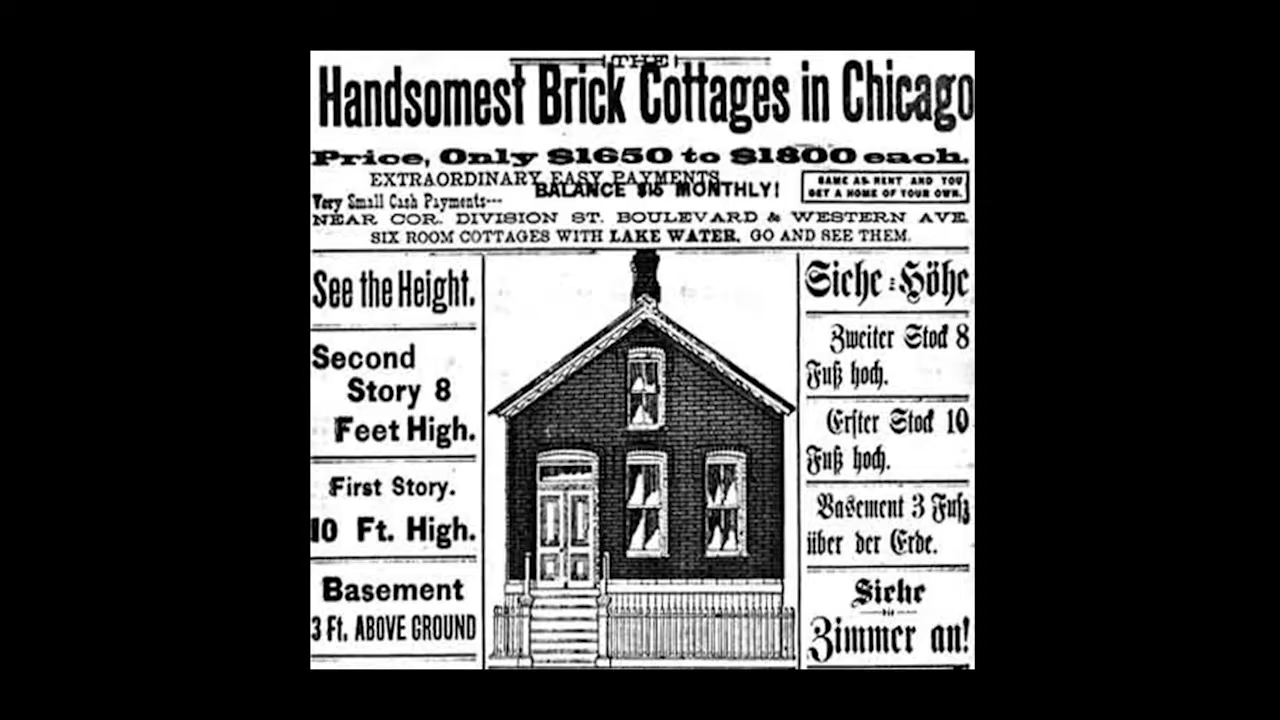 THE
Handsomest Brick Cottages in Chicago
Price, Only $1650 to $1800 each.
EXTRAORDINARY EASY PAYMENTS
Very Small Cash Payments---
BALANCE $15 MONTHLY!
SAME AS RENT AND YOU
GET A HOME OF YOUR OWN.
NEAR COR. DIVISION ST. BOULEVARD & WESTERN AVE.
SIX ROOM COTTAGES WITH LAKE WATER. GO AND SEE THEM.
See the Height.
Second
Story 8
Feet High.
First Story.
10 Ft. High.
Basement
3 Ft. ABOVE GROUND
Siehe die Höhe
Zweiter Stock 8
Fuß hoch.
Erster Stock 10
Fuß hoch.
Basement 3 Fuß
über der Erde.
Siehe
die
Zimmer an!